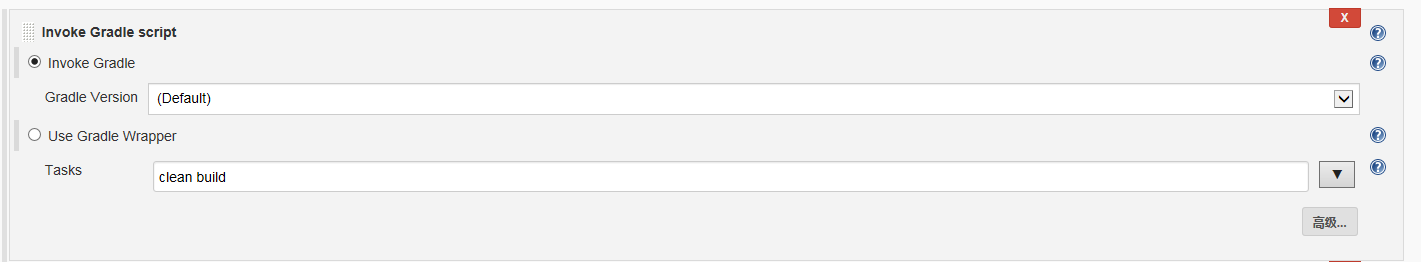 X
Invoke Gradle script
Invoke Gradle
Gradle Version (Default)
Use Gradle Wrapper
Tasks clean build
高级...